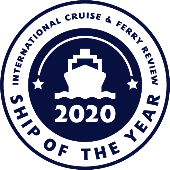 INTERNATIONAL CRUISE & FERRY REVIEW
2020
SHIP OF THE YEAR